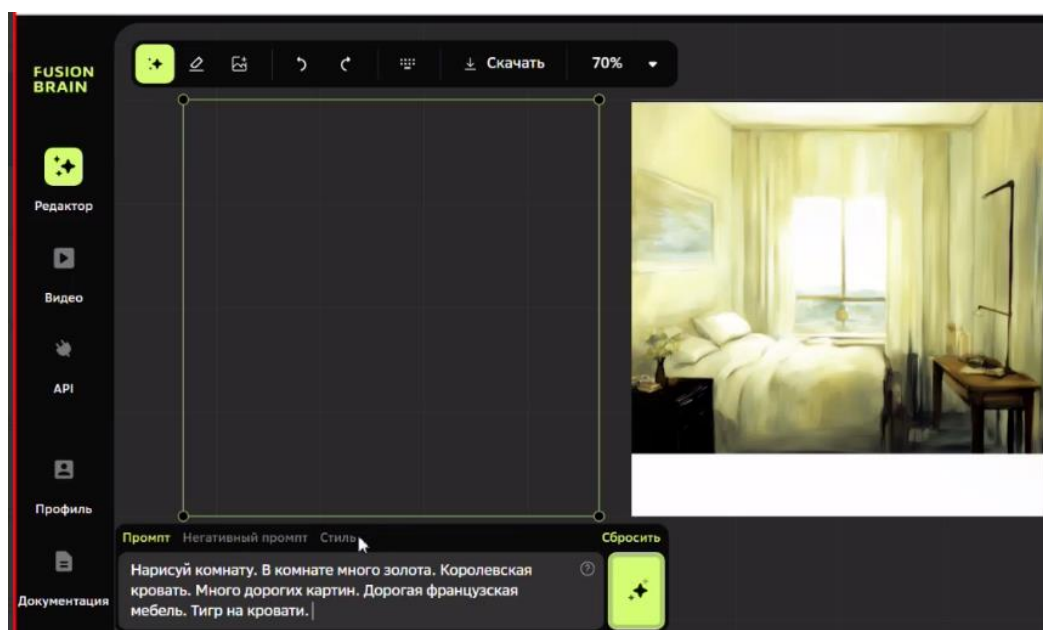 FUSION
BRAIN
Скачать
70%
Редактор
Видео
API
Профиль
Документация
Промпт Негативный промпт Стиль
Сбросить
Нарисуй комнату. В комнате много золота. Королевская
кровать. Много дорогих картин. Дорогая французская
мебель. Тигр на кровати.